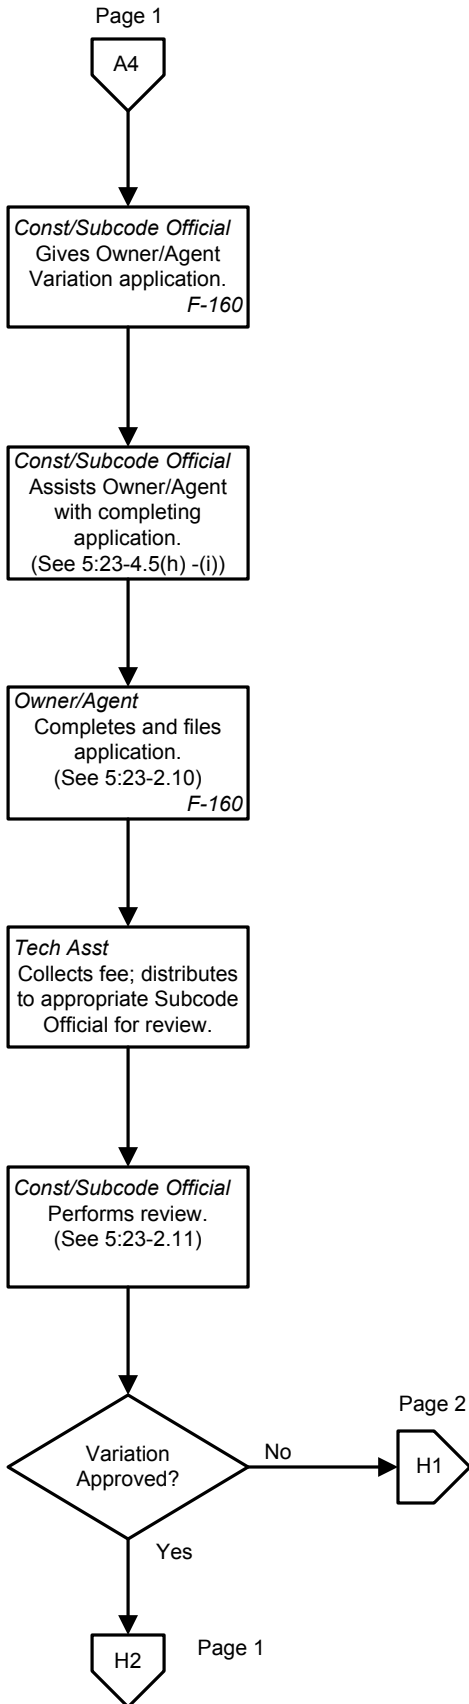 Page 1
A4
Const/Subcode Official
Gives Owner/Agent
Variation application.
F-160
Const/Subcode Official
Assists Owner/Agent
with completing
application.
(See 5:23-4.5(h) -(i))
Owner/Agent
Completes and files
application.
(See 5:23-2.10)
F-160
Tech Asst
Collects fee; distributes
to appropriate Subcode
Official for review.
Const/Subcode Official
Performs review.
(See 5:23-2.11)
Variation
Approved?
No
Page 2
H1
Yes
H2
Page 1